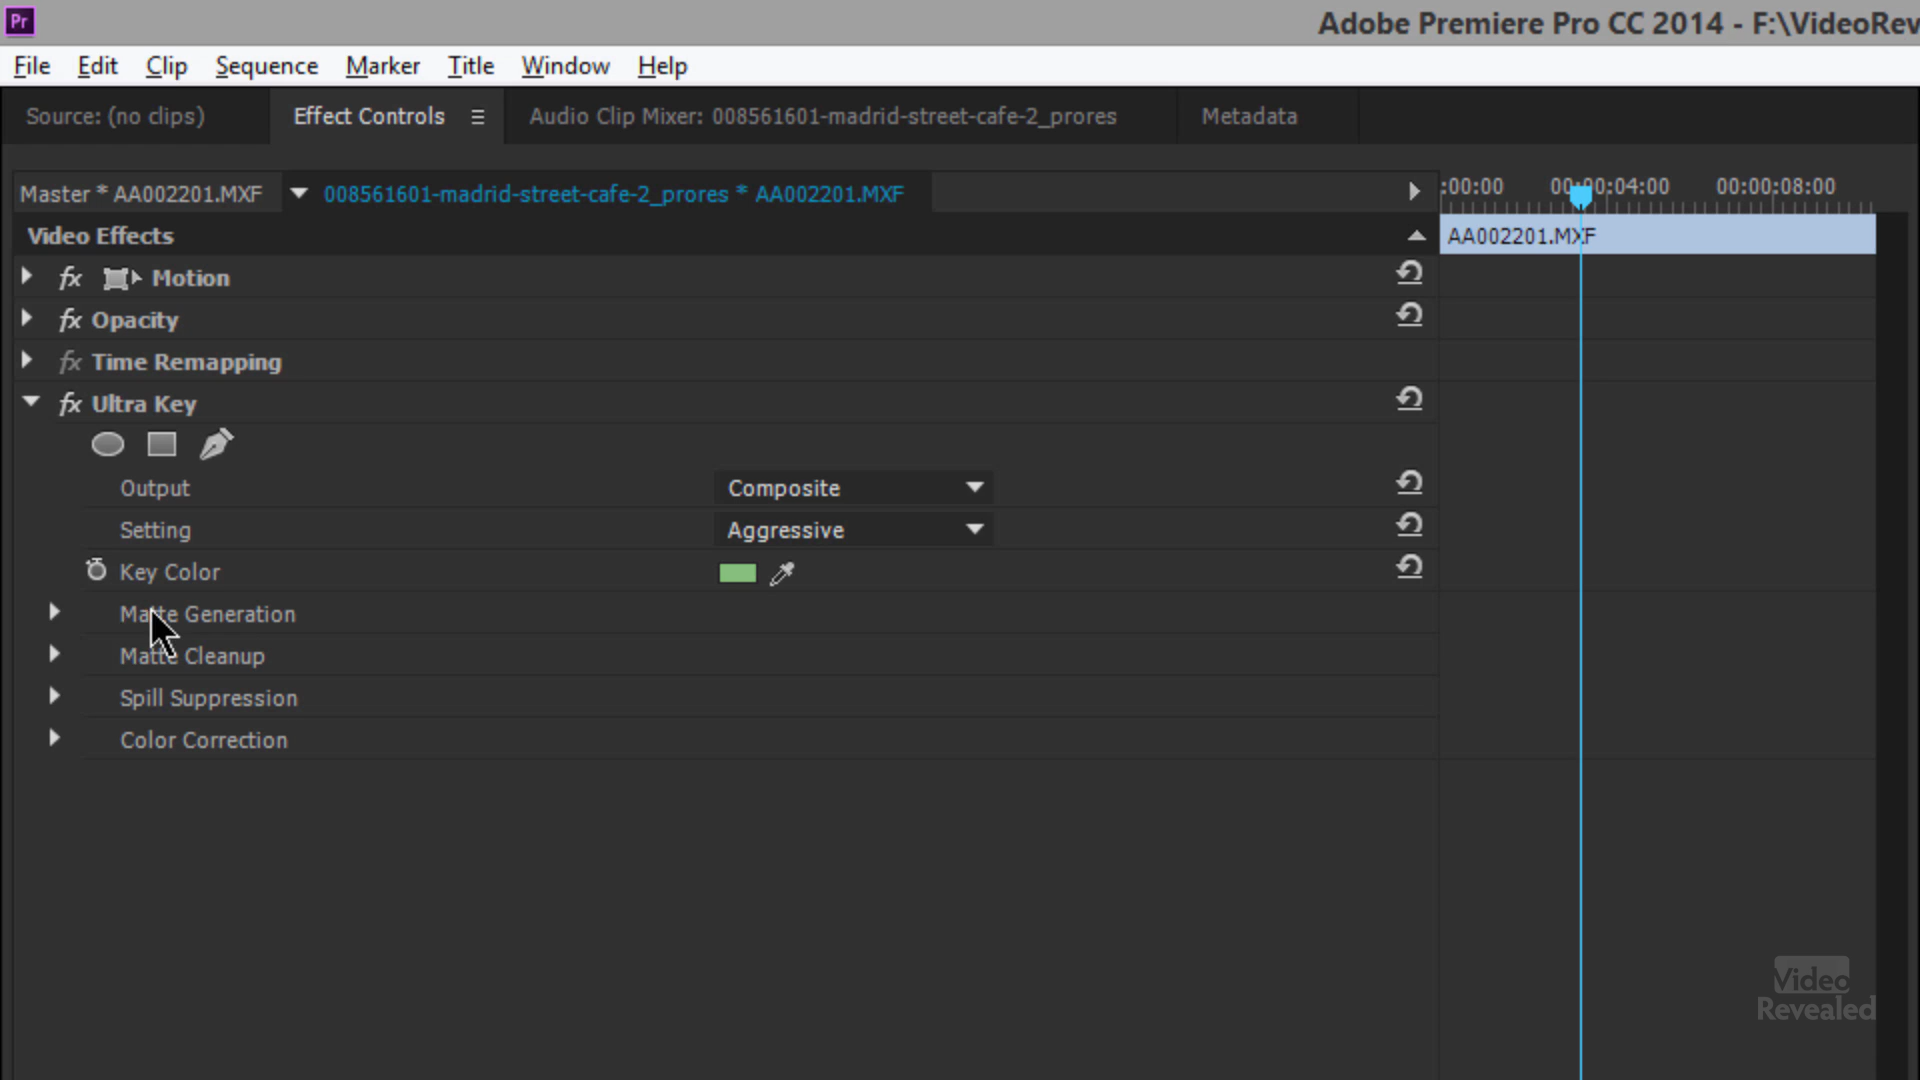 Pr
Adobe Premiere Pro CC 2014 - F:\VideoRev
File Edit Clip Sequence Marker Title Window Help
Source: (no clips) Effect Controls Audio Clip Mixer: 008561601-madrid-street-cafe-2_prores Metadata
Master * AA002201.MXF 008561601-madrid-street-cafe-2_prores * AA002201.MXF :00:00 00:00:04:00 00:00:08:00
Video Effects AA002201.MXF
fx Motion
fx Opacity
fx Time Remapping
fx Ultra Key
Output Composite
Setting Aggressive
Key Color
Matte Generation
Matte Cleanup
Spill Suppression
Color Correction
Video
Revealed